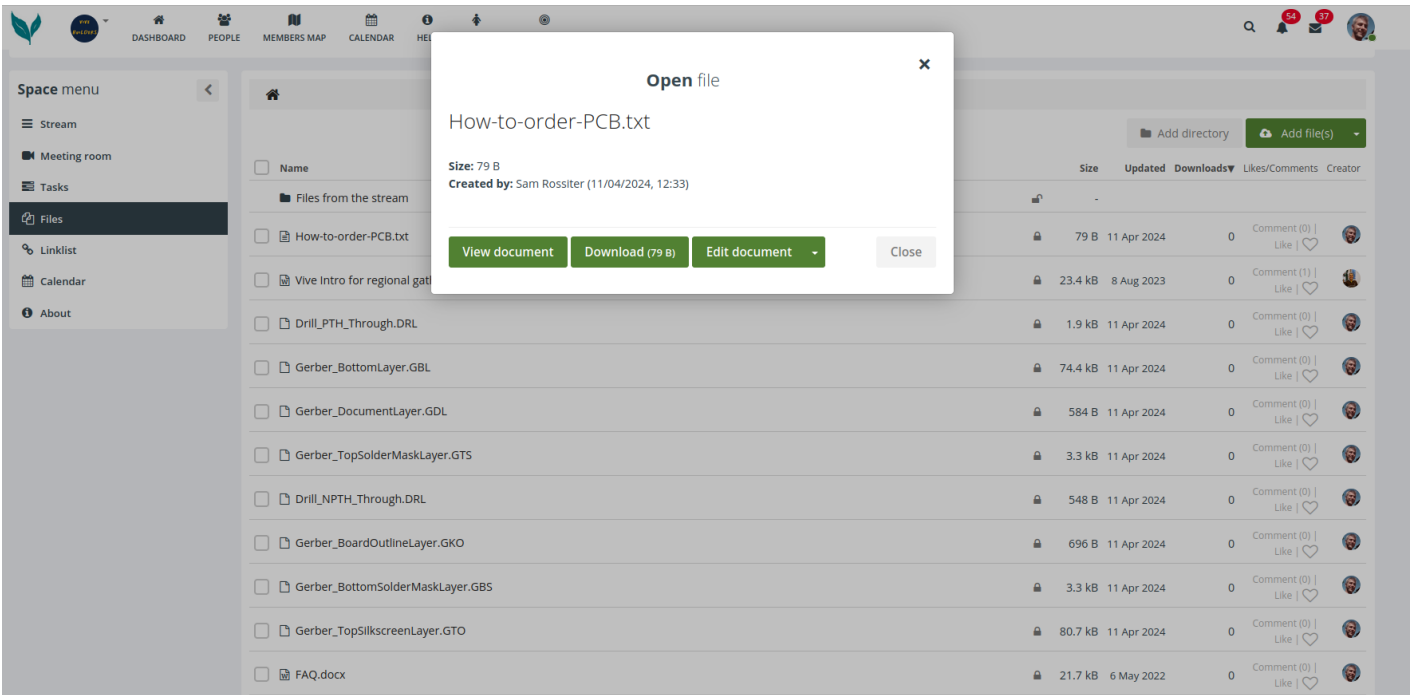 DASHBOARD
PEOPLE
MEMBERS MAP
CALENDAR
HEL
54
37
Space menu
Stream
Meeting room
Tasks
Files
Linklist
Calendar
About
Open file
How-to-order-PCB.txt
Size: 79 B
Created by: Sam Rossiter (11/04/2024, 12:33)
View document
Download (79 B)
Edit document
Close
Add directory
Add file(s)
Name Size Updated Downloads▼ Likes/Comments Creator
Files from the stream -
How-to-order-PCB.txt 79 B 11 Apr 2024 0 Comment (0) |
Like |
Vive Intro for regional gati 23.4 kB 8 Aug 2023 0 Comment (1) |
Like |
Drill_PTH_Through.DRL 1.9 kB 11 Apr 2024 0 Comment (0) |
Like |
Gerber_BottomLayer.GBL 74.4 kB 11 Apr 2024 0 Comment (0) |
Like |
Gerber_DocumentLayer.GDL 584 B 11 Apr 2024 0 Comment (0) |
Like |
Gerber_TopSolderMaskLayer.GTS 3.3 kB 11 Apr 2024 0 Comment (0) |
Like |
Drill_NPTH_Through.DRL 548 B 11 Apr 2024 0 Comment (0) |
Like |
Gerber_BoardOutlineLayer.GKO 696 B 11 Apr 2024 0 Comment (0) |
Like |
Gerber_BottomSolderMaskLayer.GBS 3.3 kB 11 Apr 2024 0 Comment (0) |
Like |
Gerber_TopSilkscreenLayer.GTO 80.7 kB 11 Apr 2024 0 Comment (0) |
Like |
FAQ.docx 21.7 kB 6 May 2022 0 Comment (0) |
Like |